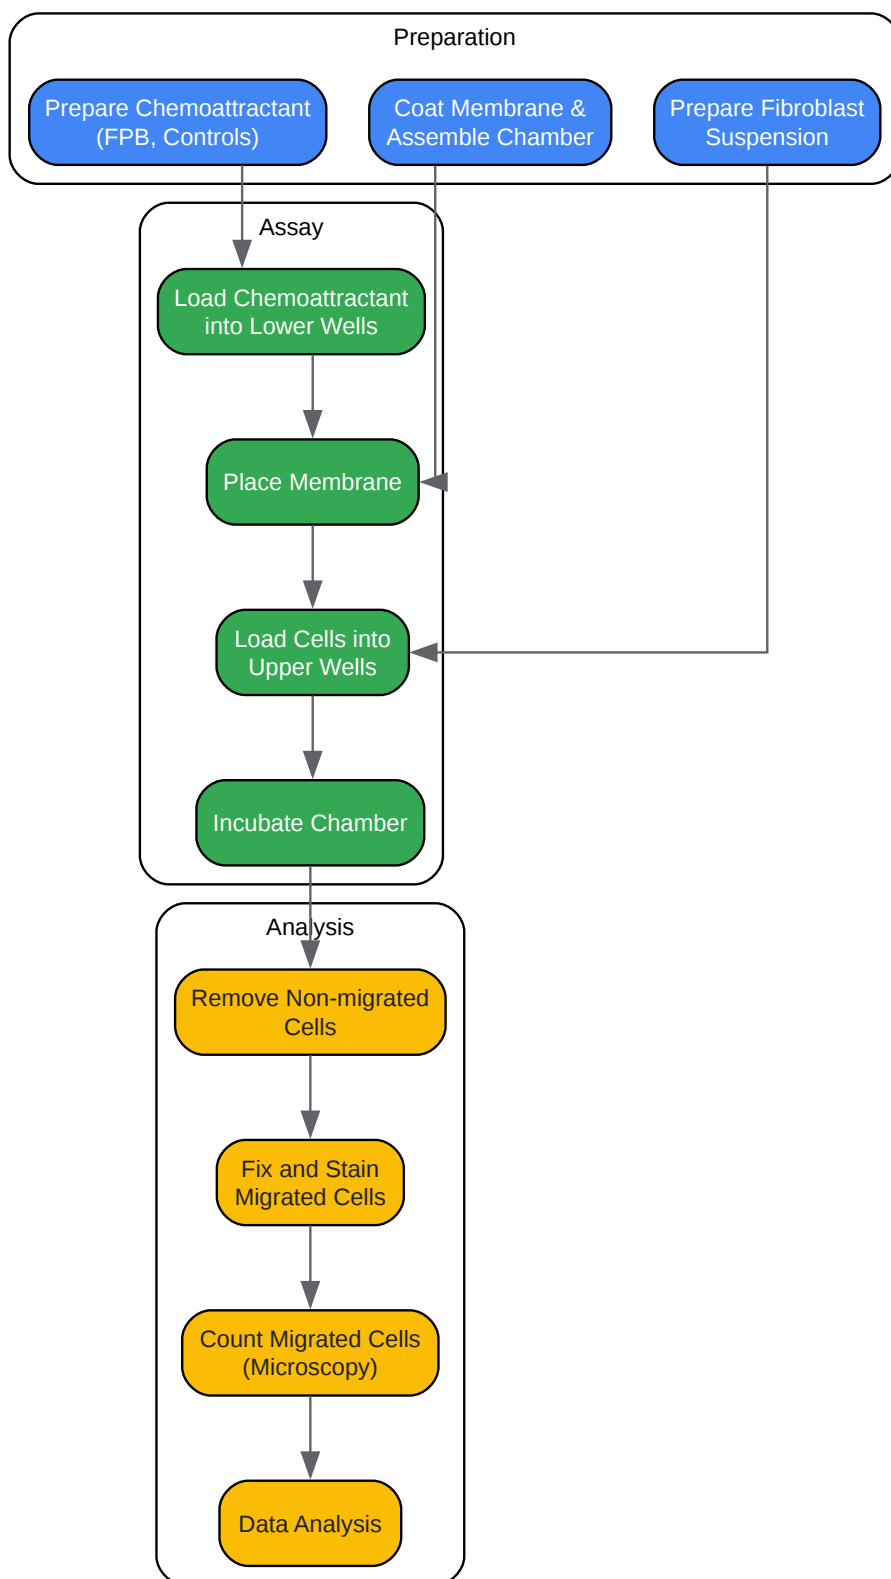 Preparation
Prepare Chemoattractant
(FPB, Controls)
Coat Membrane &
Assemble Chamber
Prepare Fibroblast
Suspension
Assay
Load Chemoattractant
into Lower Wells
Place Membrane
Load Cells into
Upper Wells
Incubate Chamber
Analysis
Remove Non-migrated
Cells
Fix and Stain
Migrated Cells
Count Migrated Cells
(Microscopy)
Data Analysis